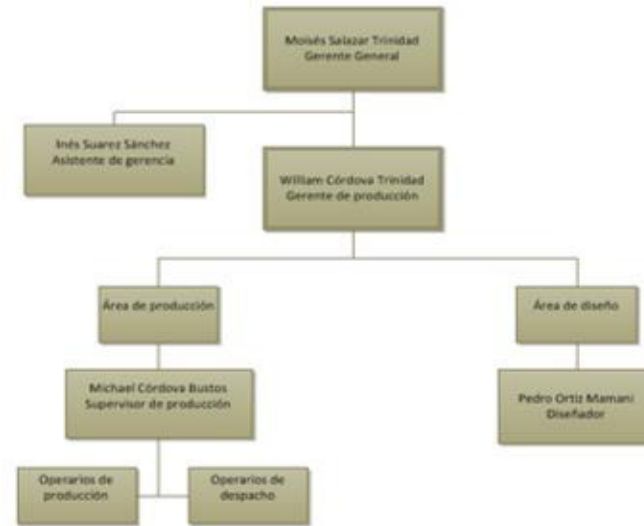 Moisés Salazar Trinidad
Gerente General
Inés Suarez Sánchez
Asistente de gerencia
William Córdova Trinidad
Gerente de producción
Área de producción
Área de diseño
Michael Córdova Bustos
Supervisor de producción
Pedro Ortiz Mamani
Diseñador
Operarios de
producción
Operarios de
despacho